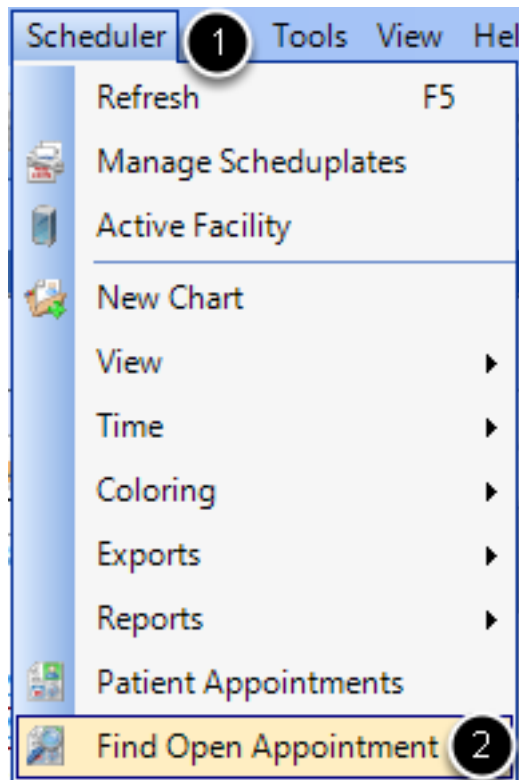 Scheduler 1 Tools View Hel
Refresh F5
Manage Scheduplates
Active Facility
New Chart
View
Time
Coloring
Exports
Reports
Patient Appointments
Find Open Appointment 2